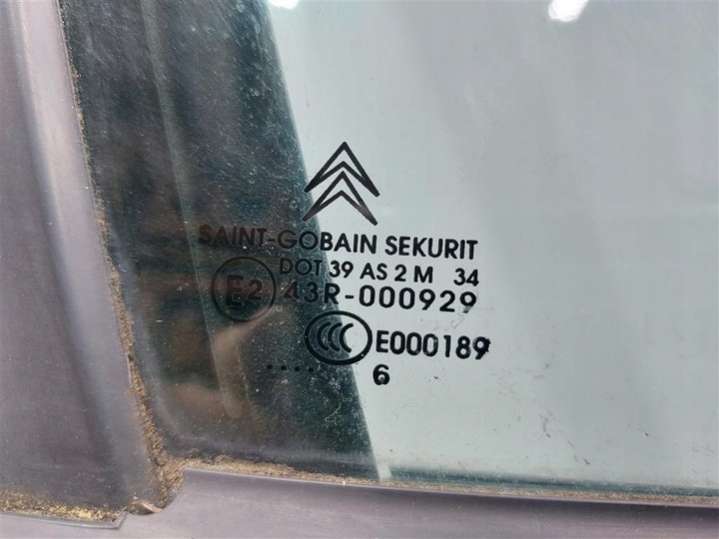 SAINT-GOBAIN SEKURIT
DOT 39 AS 2 M 34
E2 43R-000929
CCC E000189
..... 6